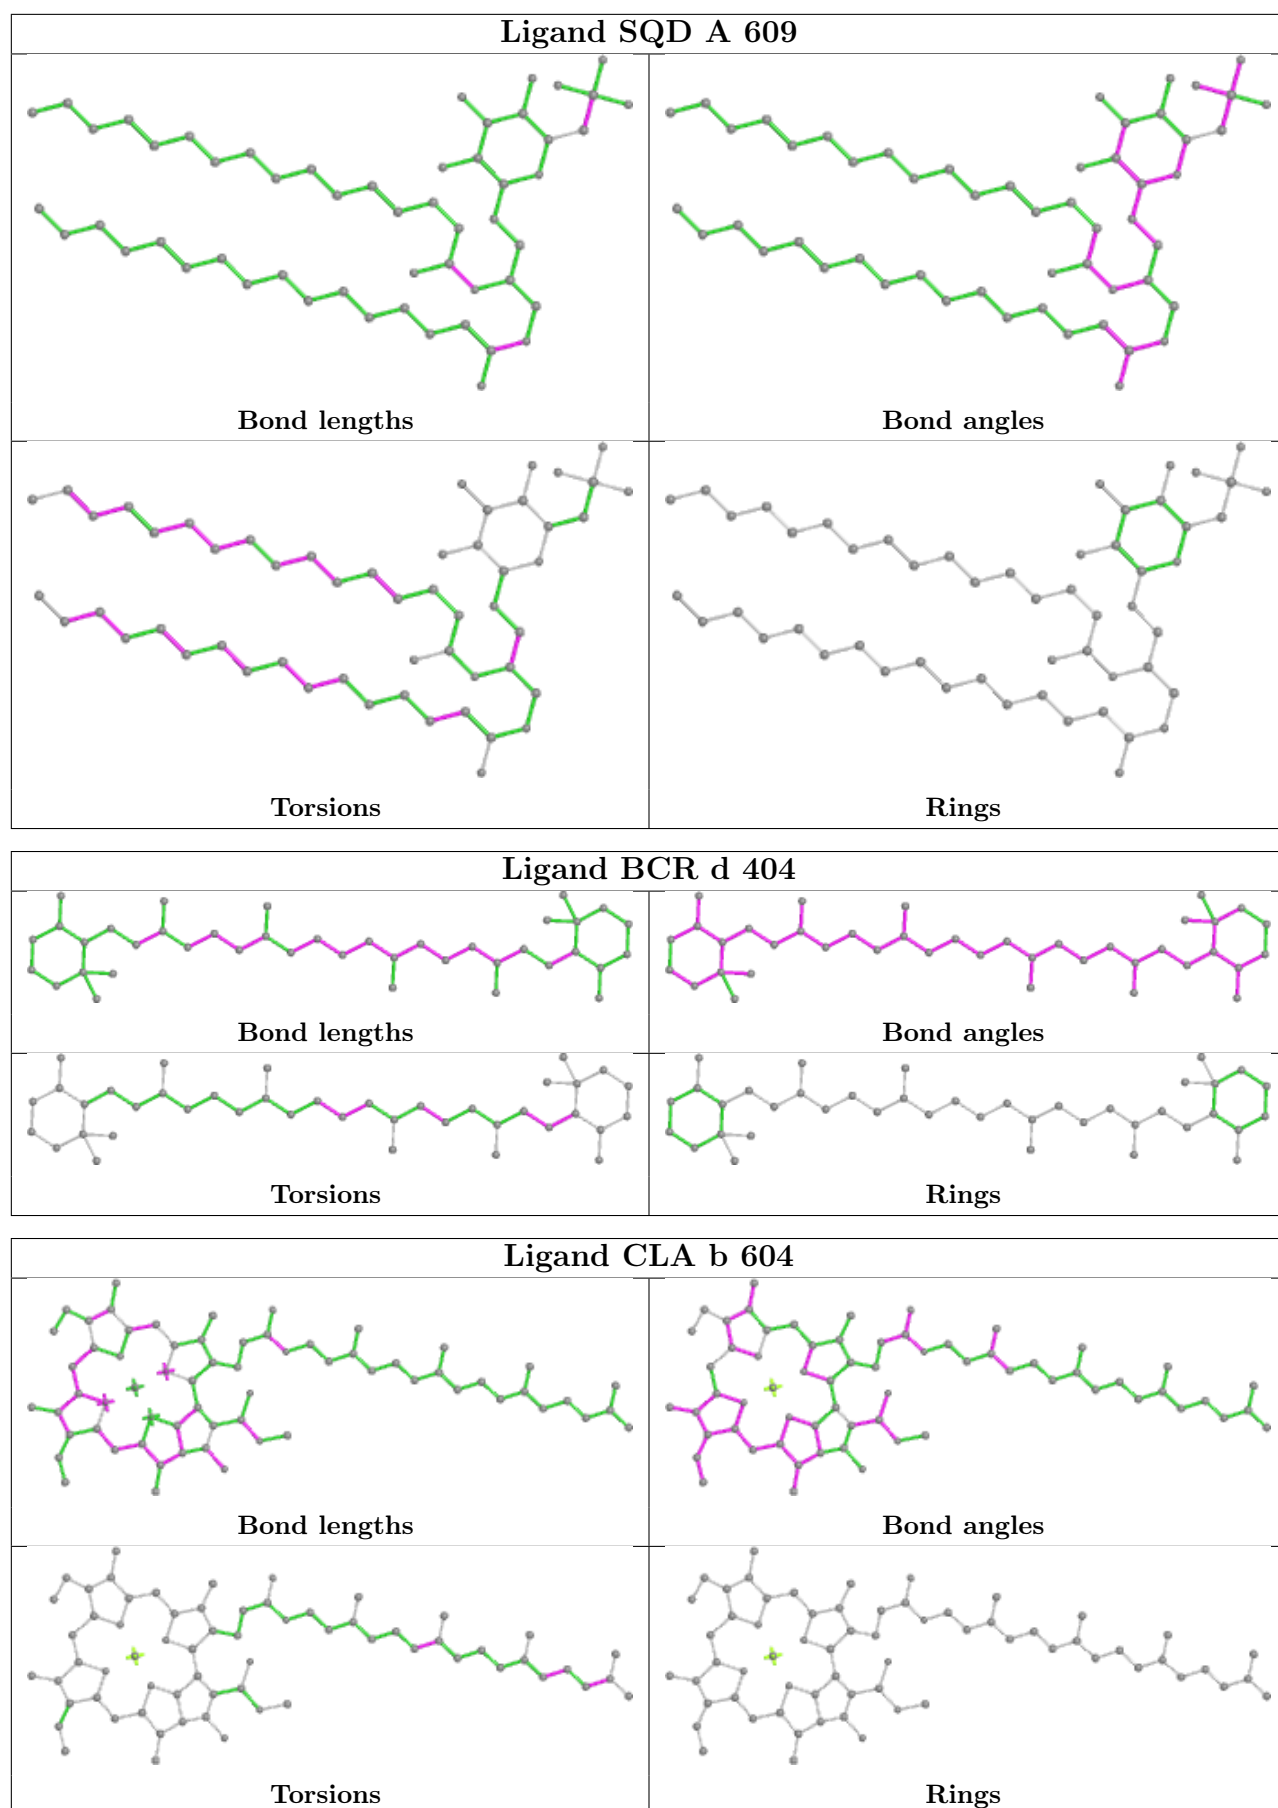 Ligand SQD A 609
Bond lengths
Bond angles
Torsions
Rings
Ligand BCR d 404
Bond lengths
Bond angles
Torsions
Rings
Ligand CLA b 604
Bond lengths
Bond angles
Torsions
Rings